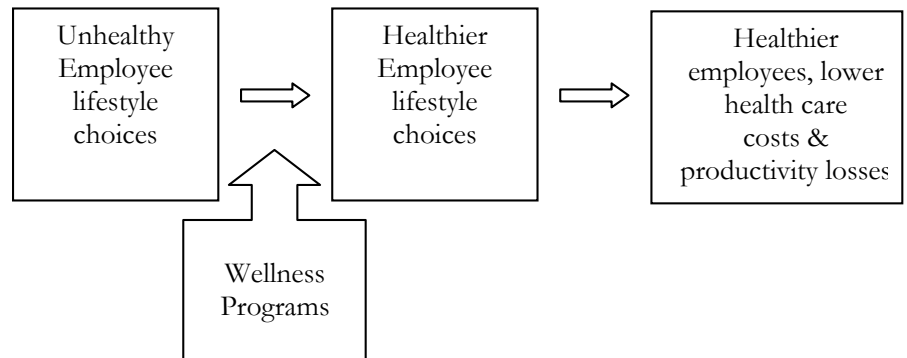 Unhealthy
Employee
lifestyle
choices
Healthier
Employee
lifestyle
choices
Healthier
employees, lower
health care
costs &
productivity losses
Wellness
Programs